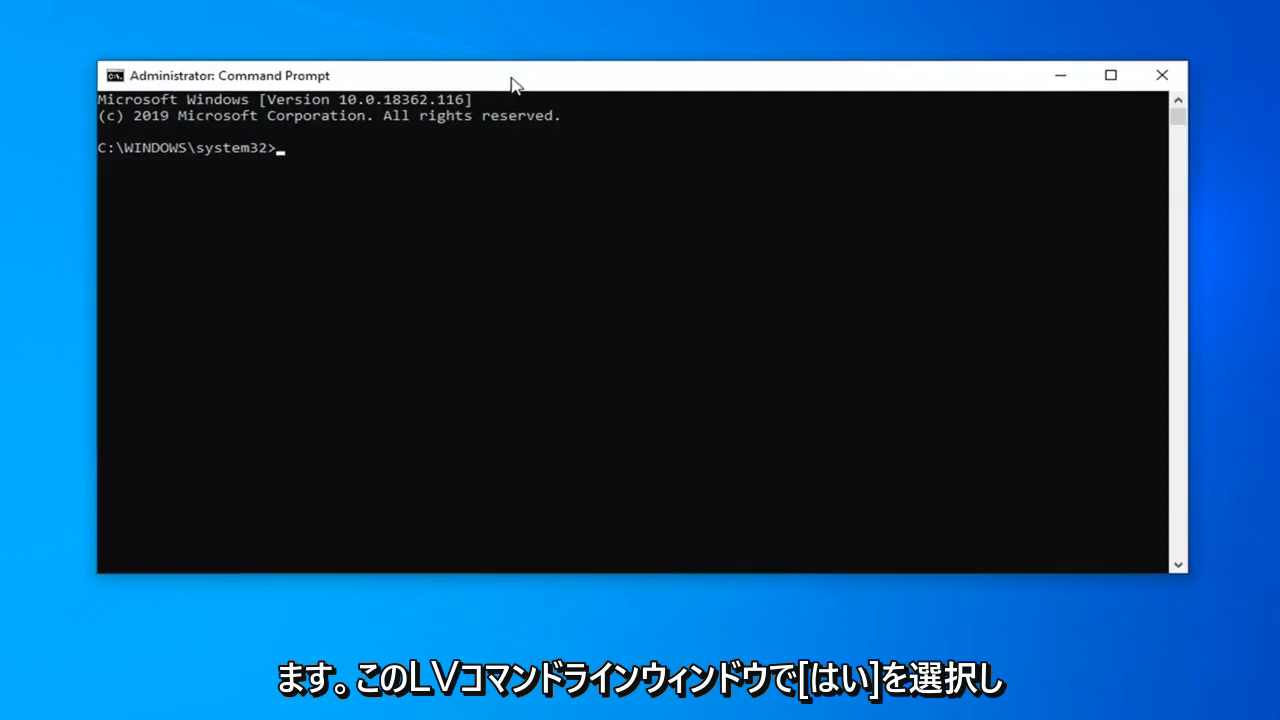 Administrator: Command Prompt
Microsoft Windows [Version 10.0.18362.116]
(c) 2019 Microsoft Corporation. All rights reserved.
C:\WINDOWS\system32>
ます。このLVコマンドラインウィンドウで[はい]を選択し